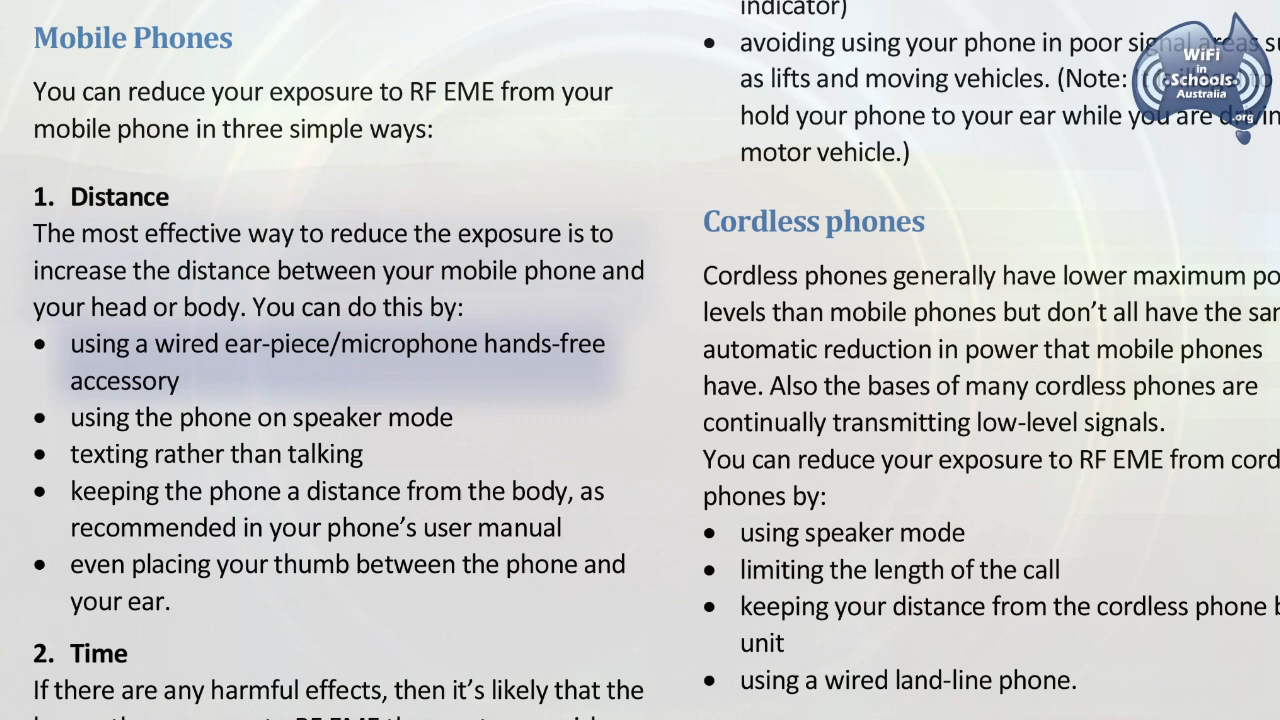 Mobile Phones
You can reduce your exposure to RF EME from your
mobile phone in three simple ways:
1. Distance
The most effective way to reduce the exposure is to
increase the distance between your mobile phone and
your head or body. You can do this by:
• using a wired ear-piece/microphone hands-free
accessory
• using the phone on speaker mode
• texting rather than talking
• keeping the phone a distance from the body, as
recommended in your phone's user manual
• even placing your thumb between the phone and
your ear.
2. Time
If there are any harmful effects, then it's likely that the
indicator)
• avoiding using your phone in poor signal areas
as lifts and moving vehicles. (Note:
hold your phone to your ear while you are
motor vehicle.)
Cordless phones
Cordless phones generally have lower maximum
levels than mobile phones but don't all have the
automatic reduction in power that mobile phones
have. Also the bases of many cordless phones are
continually transmitting low-level signals.
You can reduce your exposure to RF EME from
phones by:
• using speaker mode
• limiting the length of the call
• keeping your distance from the cordless phone
unit
• using a wired land-line phone.
WiFi
in
Schools
Australia
.org